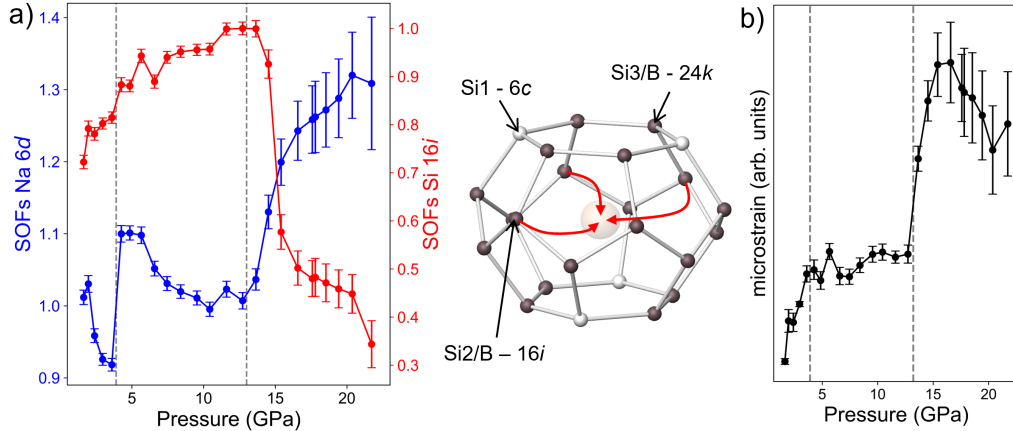 a)
1.4
1.3
1.2
1.1
1.0
0.9
SOFs Na 6d
5
10
15
20
Pressure (GPa)
1.0
0.9
0.8
0.7
0.6
0.5
0.4
0.3
SOFs Si 16i
Si1 - 6c
Si3/B - 24k
Si2/B – 16i
b)
microstrain (arb. units)
5
10
15
20
Pressure (GPa)